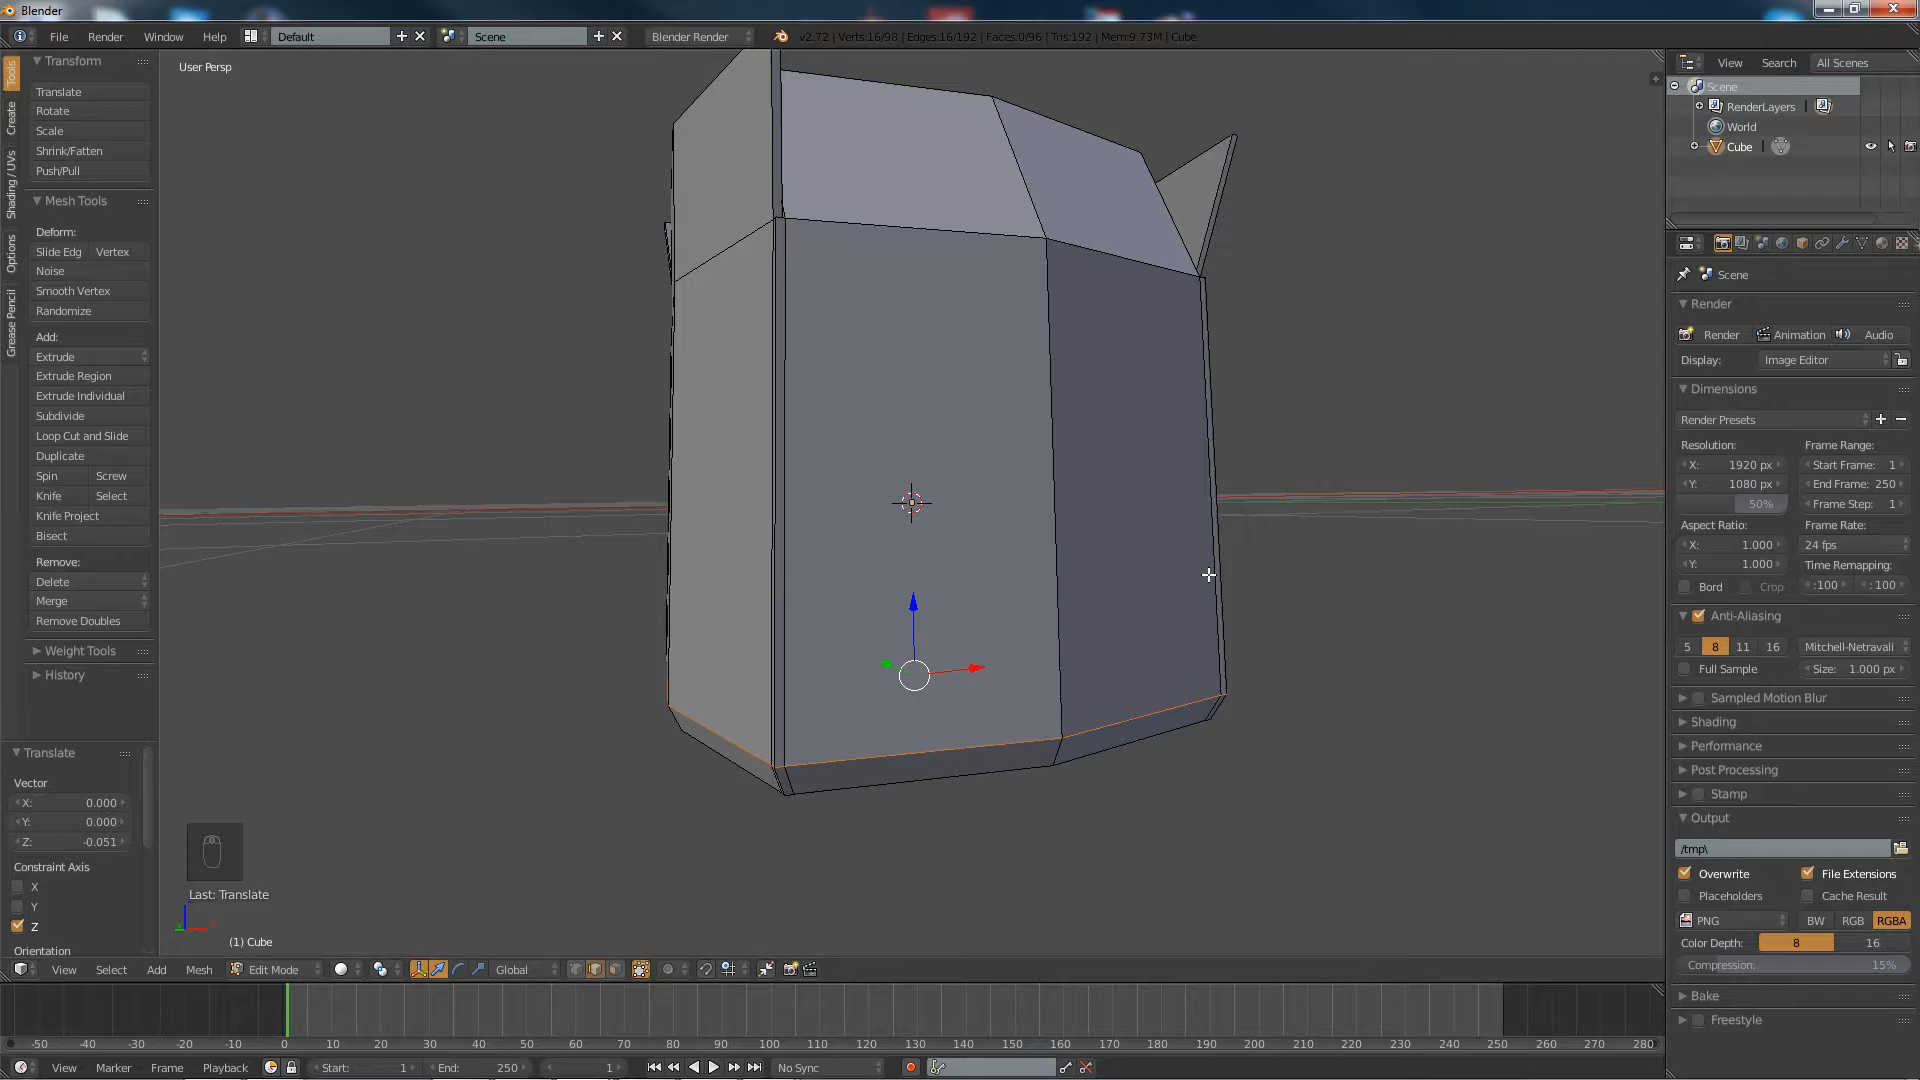 Blender
File Render Window Help Default Scene Blender Render v2.72 | Verts:16/98 | Edges:16/192 | Faces:0/96 | Tris:192 | Mem:9.73M | Cube
User Persp
Tools
Create
Shading / UVs
Options
Grease Pencil
Transform
Translate
Rotate
Scale
Shrink/Fatten
Push/Pull
Mesh Tools
Deform:
Slide Edg Vertex
Noise
Smooth Vertex
Randomize
Add:
Extrude
Extrude Region
Extrude Individual
Subdivide
Loop Cut and Slide
Duplicate
Spin Screw
Knife Select
Knife Project
Bisect
Remove:
Delete
Merge
Remove Doubles
Weight Tools
History
Translate
Vector
X: 0.000
Y: 0.000
Z: -0.051
Constraint Axis
X
Y
Z
Orientation
Last: Translate
(1) Cube
View Select Add Mesh Edit Mode Global
-50 -40 -30 -20 -10 0 10 20 30 40 50 60 70 80 90 100 110 120 130 140 150 160 170 180 190 200 210 220 230 240 250 260 270 280
View Marker Frame Playback Start: 1 End: 250 1 No Sync
View Search All Scenes
Scene
RenderLayers |
World
Cube |
Scene
Render
Render Animation Audio
Display: Image Editor
Dimensions
Render Presets
Resolution: Frame Range:
X: 1920 px Start Frame: 1
Y: 1080 px End Frame: 250
50% Frame Step: 1
Aspect Ratio: Frame Rate:
X: 1.000 24 fps
Y: 1.000 Time Remapping:
Bord Crop :100 :100
Anti-Aliasing
5 8 11 16 Mitchell-Netravali
Full Sample Size: 1.000 px
Sampled Motion Blur
Shading
Performance
Post Processing
Stamp
Output
/tmp\
Overwrite File Extensions
Placeholders Cache Result
PNG BW RGB RGBA
Color Depth: 8 16
Compression: 15%
Bake
Freestyle